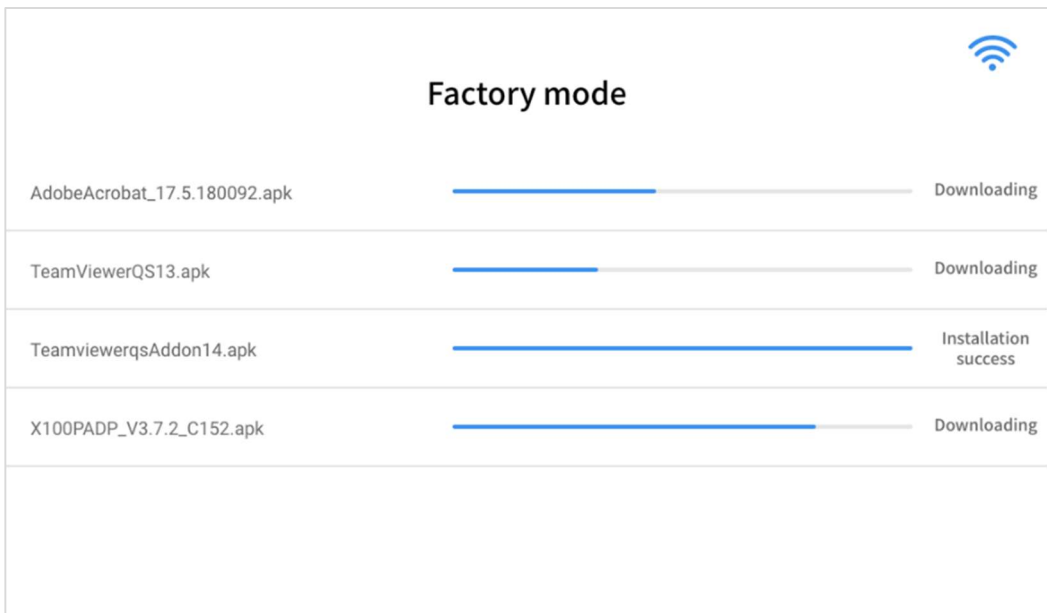 Factory mode
AdobeAcrobat_17.5.180092.apk
Downloading
TeamViewerQS13.apk
Downloading
TeamviewerqsAddon14.apk
Installation
success
X100PADP_V3.7.2_C152.apk
Downloading